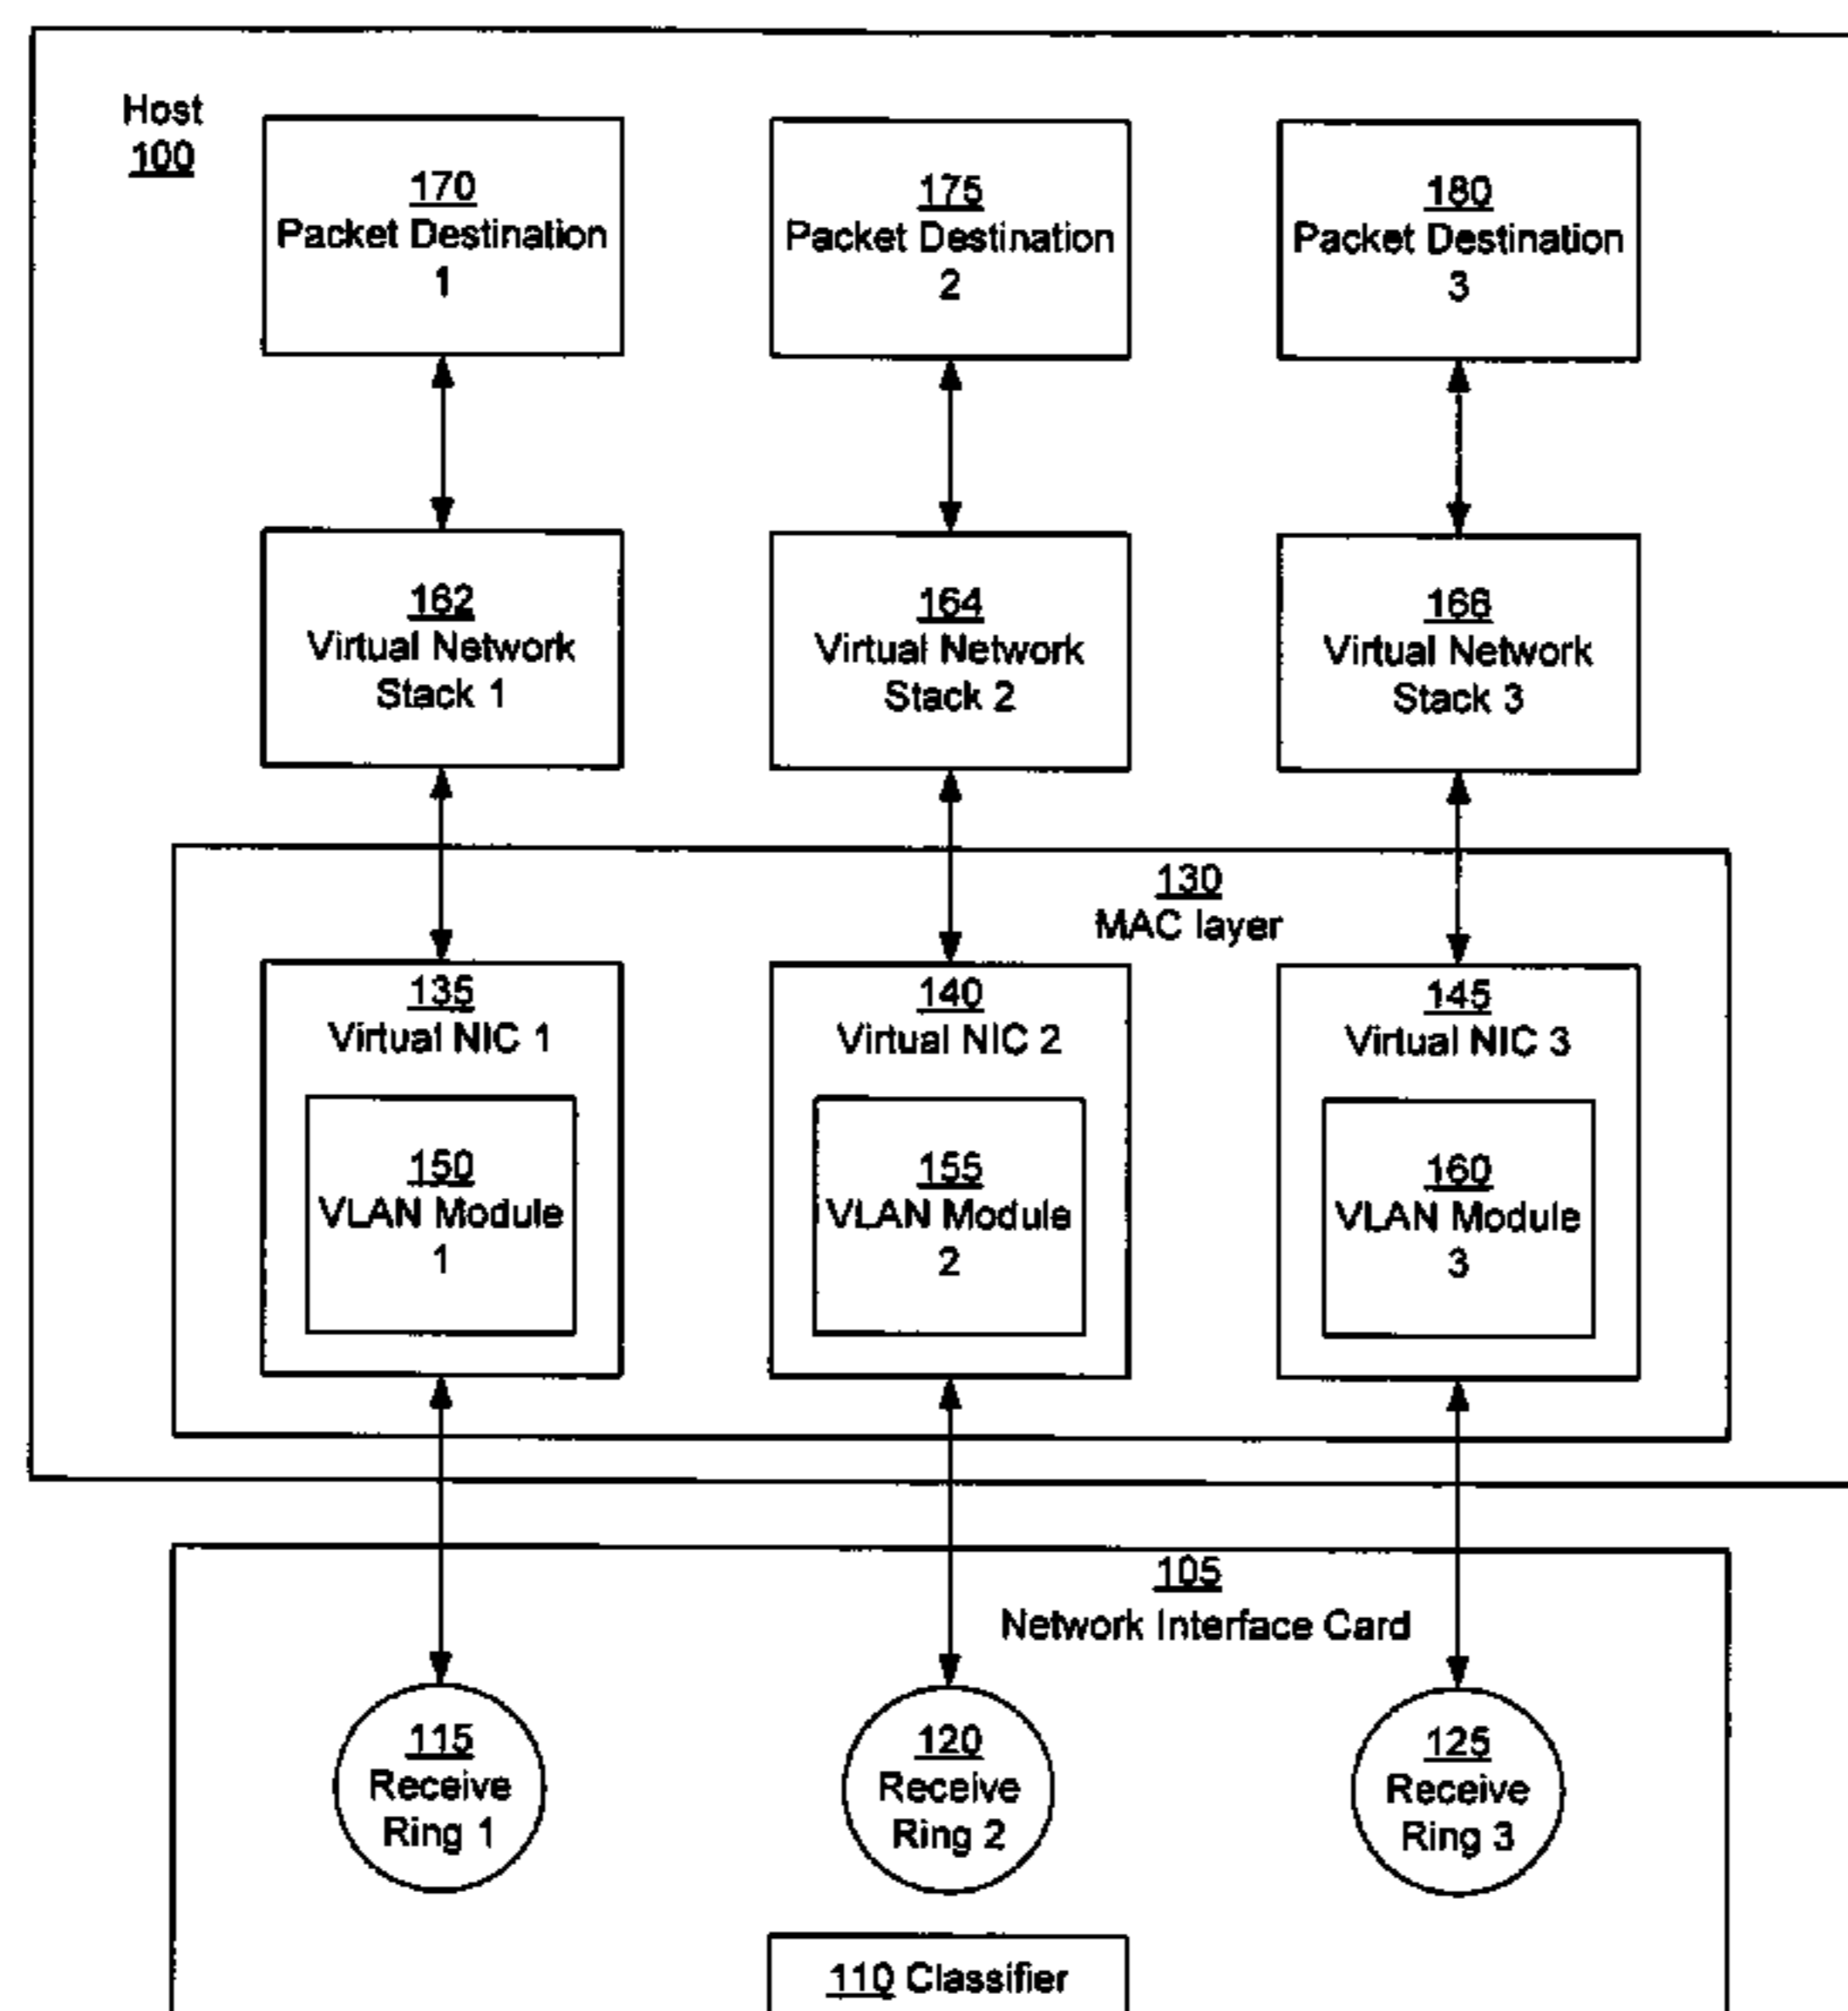 Host
100
170
Packet Destination
1
175
Packet Destination
2
180
Packet Destination
3
162
Virtual Network
Stack 1
164
Virtual Network
Stack 2
166
Virtual Network
Stack 3
130
MAC layer
135
Virtual NIC 1
140
Virtual NIC 2
145
Virtual NIC 3
150
VLAN Module
1
155
VLAN Module
2
160
VLAN Module
3
105
Network Interface Card
115
Receive
Ring 1
120
Receive
Ring 2
125
Receive
Ring 3
110 Classifier